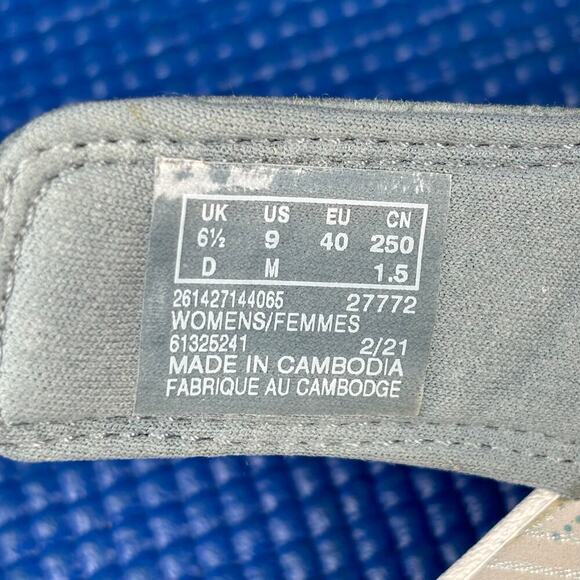 UK US EU CN
6½ 9 40 250
D M 1.5
261427144065 27772
WOMENS/FEMMES
61325241 2/21
MADE IN CAMBODIA
FABRIQUE AU CAMBODGE